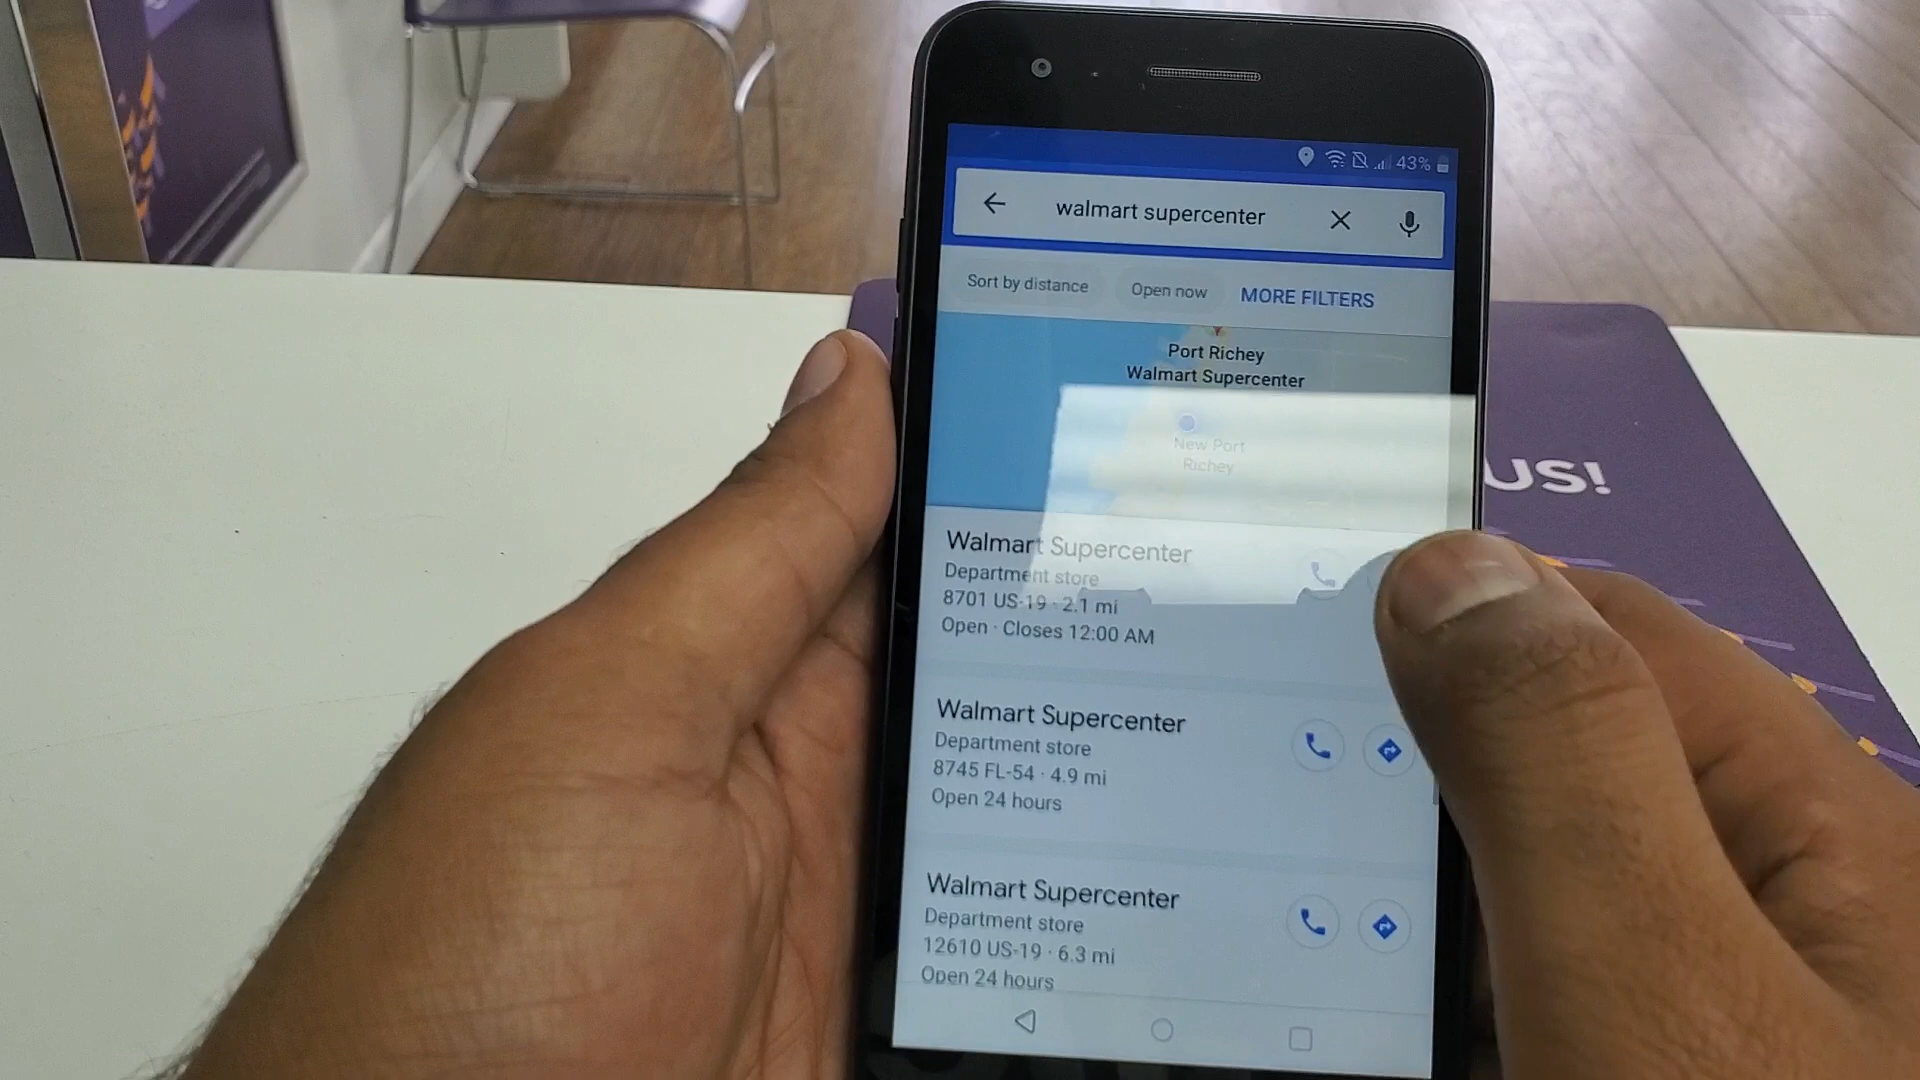 43%
walmart supercenter
Sort by distance
Open now
MORE FILTERS
Port Richey
Walmart Supercenter
New Port
Richey
Walmart Supercenter
Department store
8701 US-19 · 2.1 mi
Open · Closes 12:00 AM
Walmart Supercenter
Department store
8745 FL-54 · 4.9 mi
Open 24 hours
Walmart Supercenter
Department store
12610 US-19 · 6.3 mi
Open 24 hours
US!